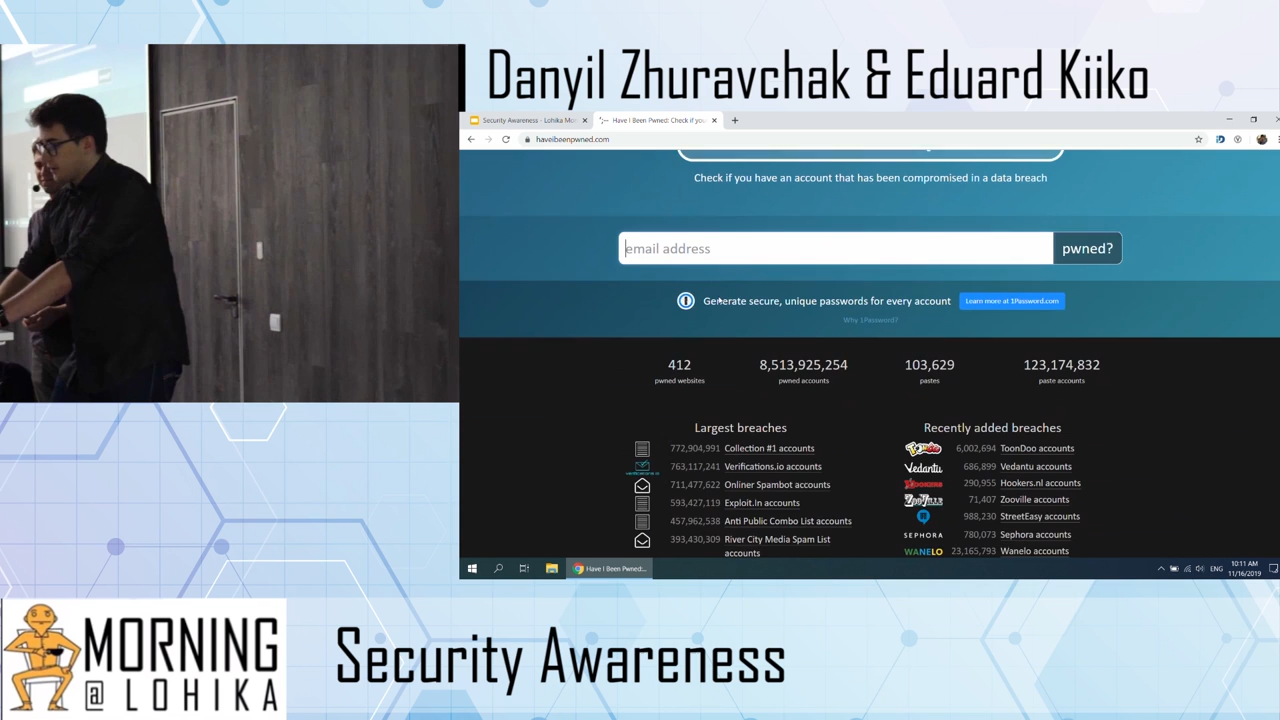 Danyil Zhuravchak & Eduard Kiiko
Security Awareness - Lohika Mor
Have I Been Pwned: Check if you
haveibeenpwned.com
Check if you have an account that has been compromised in a data breach
email address
pwned?
Generate secure, unique passwords for every account
Learn more at 1Password.com
Why 1Password?
412
pwned websites
8,513,925,254
pwned accounts
103,629
pastes
123,174,832
paste accounts
Largest breaches
772,904,991 Collection #1 accounts
763,117,241 Verifications.io accounts
711,477,622 Onliner Spambot accounts
593,427,119 Exploit.In accounts
457,962,538 Anti Public Combo List accounts
393,430,309 River City Media Spam List
accounts
Recently added breaches
6,002,694 ToonDoo accounts
Vedantu 686,899 Vedantu accounts
290,955 Hookers.nl accounts
71,407 Zooville accounts
988,230 StreetEasy accounts
SEPHORA 780,073 Sephora accounts
WANELO 23,165,793 Wanelo accounts
Have I Been Pwned:...
ENG
10:11 AM
11/16/2019
MORNING
@ LOHIKA
Security Awareness